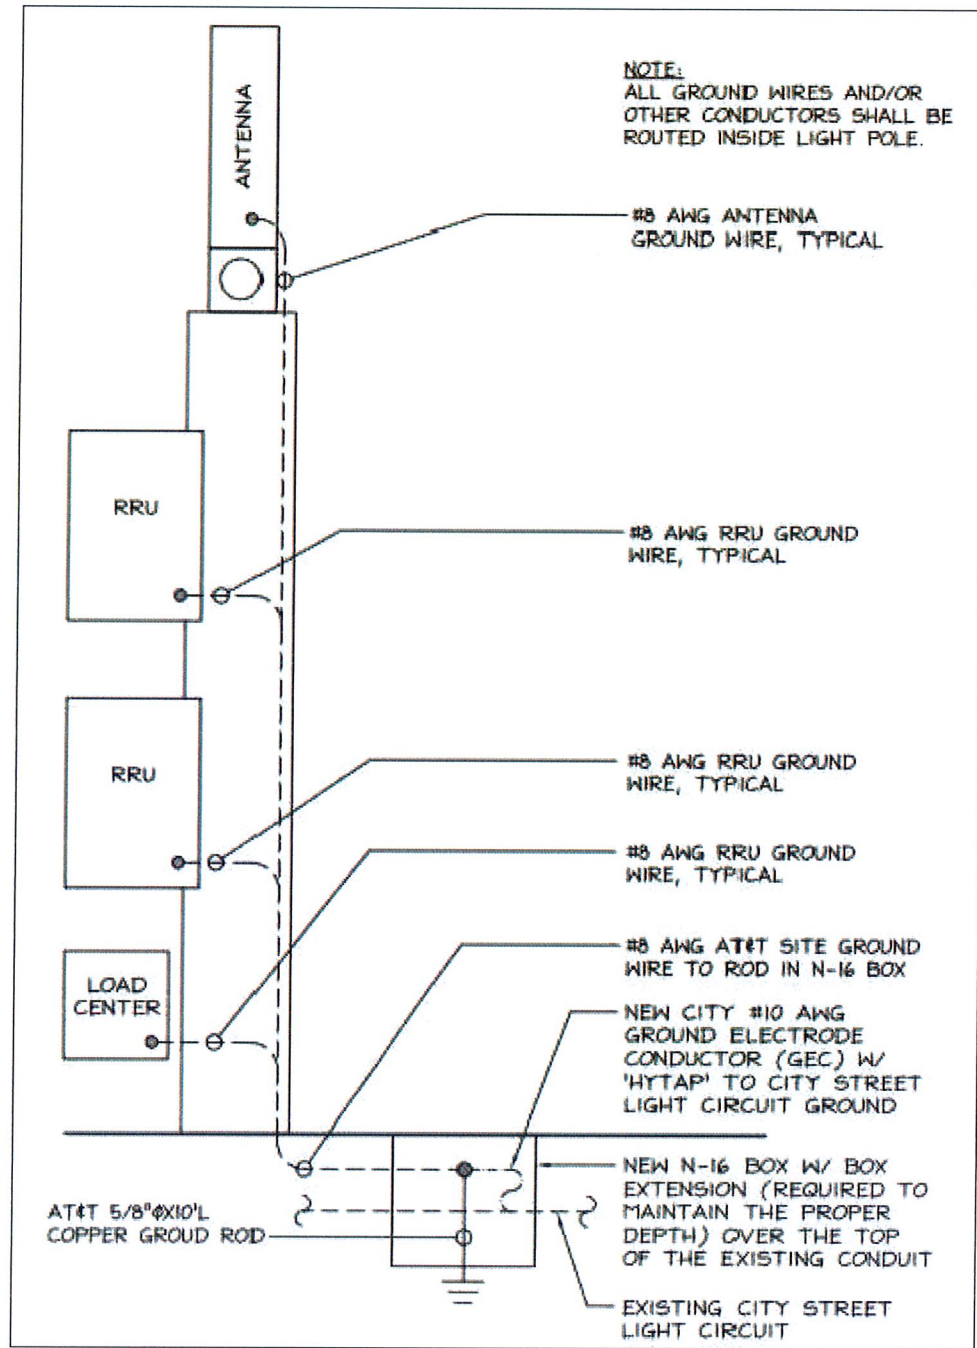 ANTENNA
NOTE:
ALL GROUND WIRES AND/OR
OTHER CONDUCTORS SHALL BE
ROUTED INSIDE LIGHT POLE.
#8 AWG ANTENNA
GROUND WIRE, TYPICAL
RRU
#8 AWG RRU GROUND
WIRE, TYPICAL
RRU
#8 AWG RRU GROUND
WIRE, TYPICAL
#8 AWG RRU GROUND
WIRE, TYPICAL
LOAD
CENTER
#8 AWG AT&T SITE GROUND
WIRE TO ROD IN N-16 BOX
NEW CITY #10 AWG
GROUND ELECTRODE
CONDUCTOR (GEC) W/
'HYTAP' TO CITY STREET
LIGHT CIRCUIT GROUND
NEW N-16 BOX W/ BOX
EXTENSION (REQUIRED TO
MAINTAIN THE PROPER
DEPTH) OVER THE TOP
OF THE EXISTING CONDUIT
AT&T 5/8"ØX10'L
COPPER GROUD ROD
EXISTING CITY STREET
LIGHT CIRCUIT